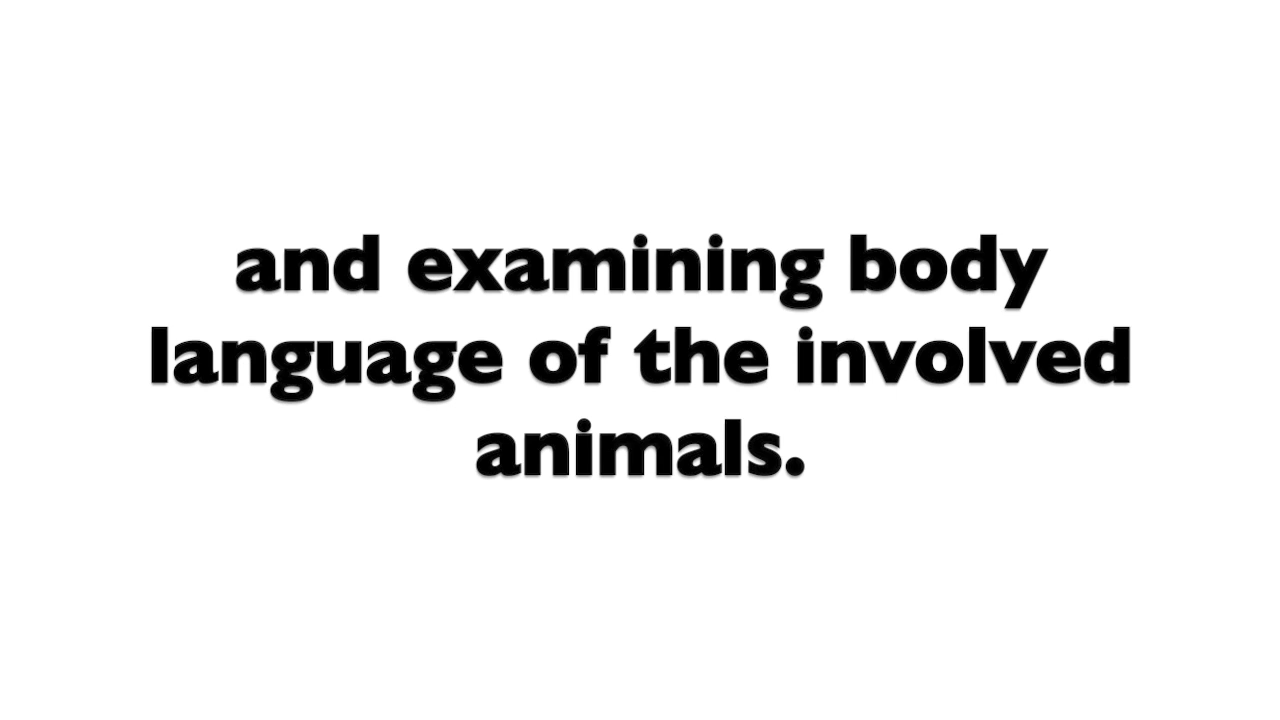 and examining body
language of the involved
animals.